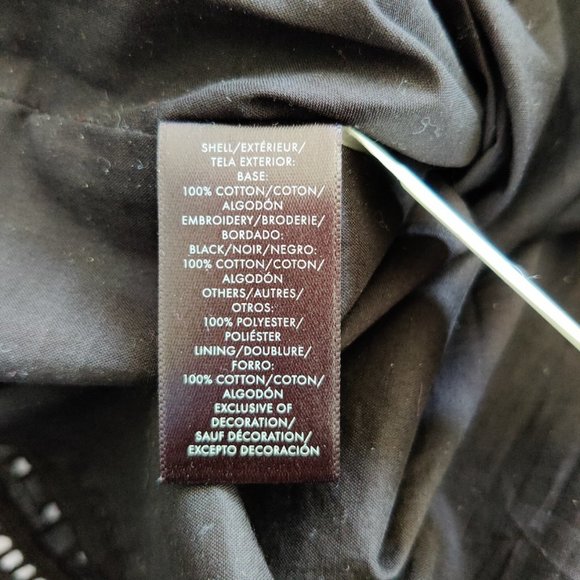 SHELL/EXTÉRIEUR/
TELA EXTERIOR:
BASE:
100% COTTON/COTON/
ALGODÓN
EMBROIDERY/BRODERIE/
BORDADO:
BLACK/NOIR/NEGRO:
100% COTTON/COTON/
ALGODÓN
OTHERS/AUTRES/
OTROS:
100% POLYESTER/
POLIÉSTER
LINING/DOUBLURE/
FORRO:
100% COTTON/COTON/
ALGODÓN
EXCLUSIVE OF
DECORATION/
SAUF DÉCORATION/
EXCEPTO DECORACIÓN